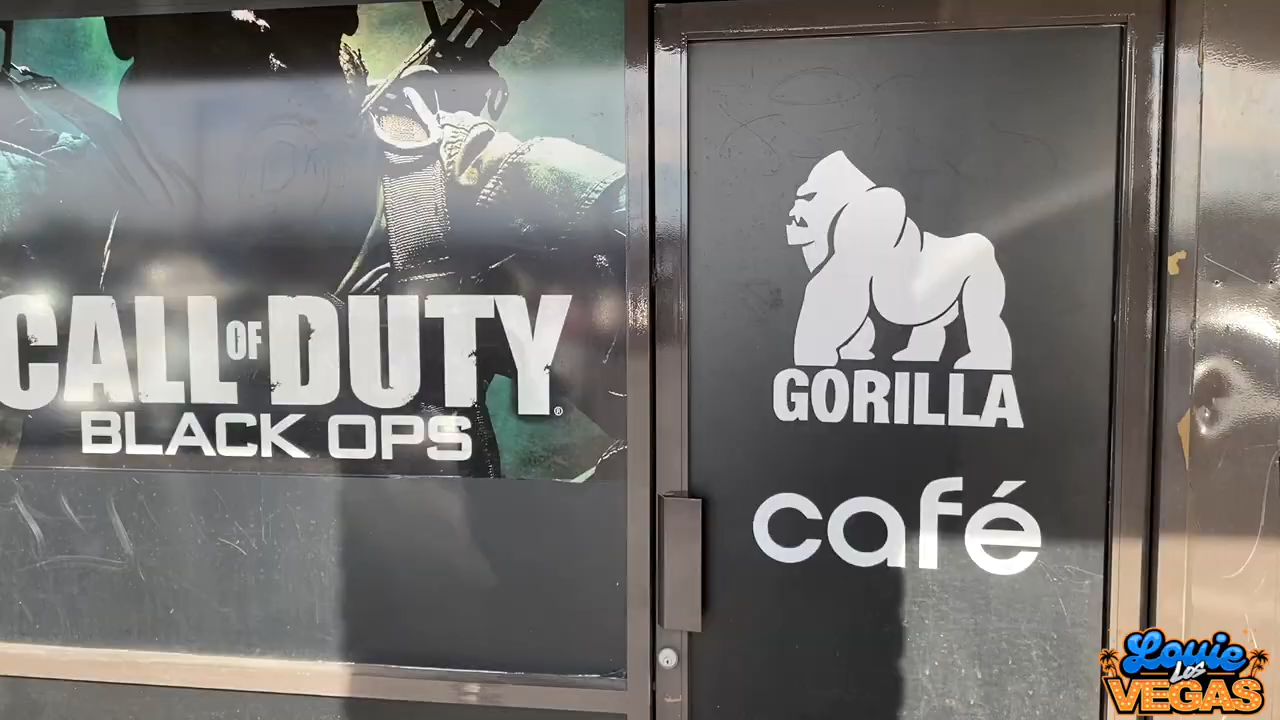 CALL OF DUTY®
BLACK OPS
GORILLA
café
Louie
Los
VEGAS